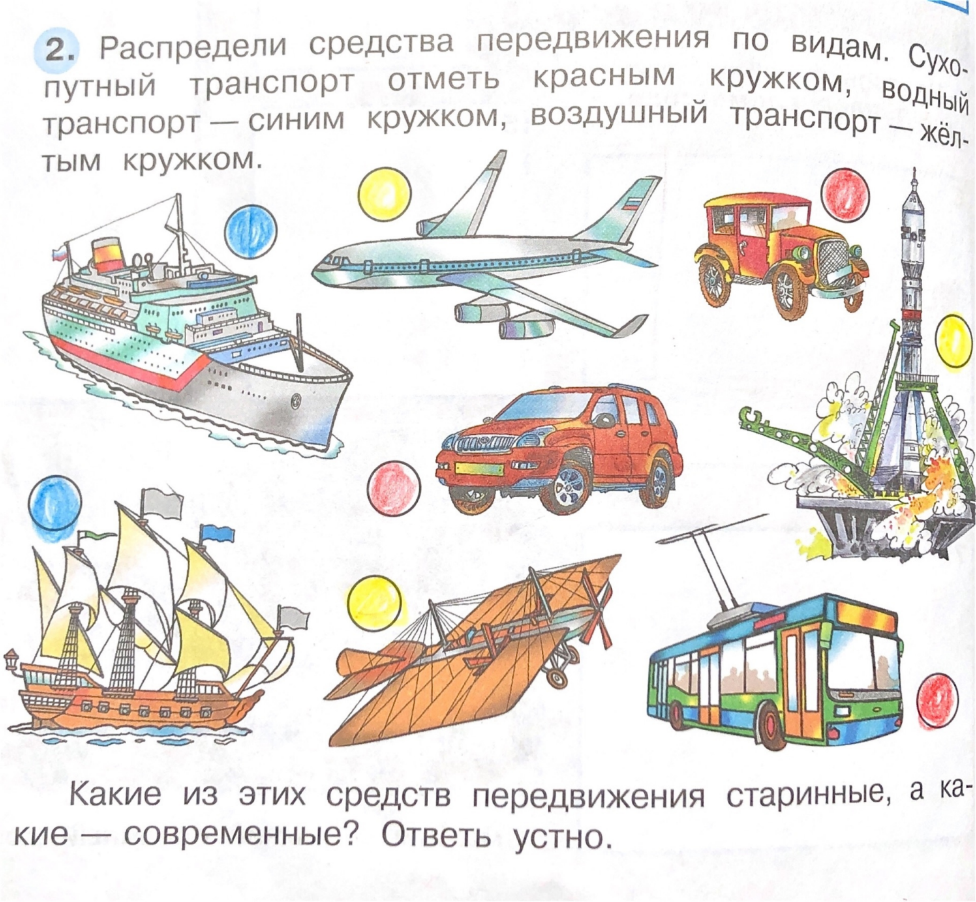 2. Распредели средства передвижения по видам. Сухо-
путный транспорт отметь красным кружком, водный
транспорт — синим кружком, воздушный транспорт — жёл-
тым кружком.
Какие из этих средств передвижения старинные, а ка-
кие — современные? Ответь устно.